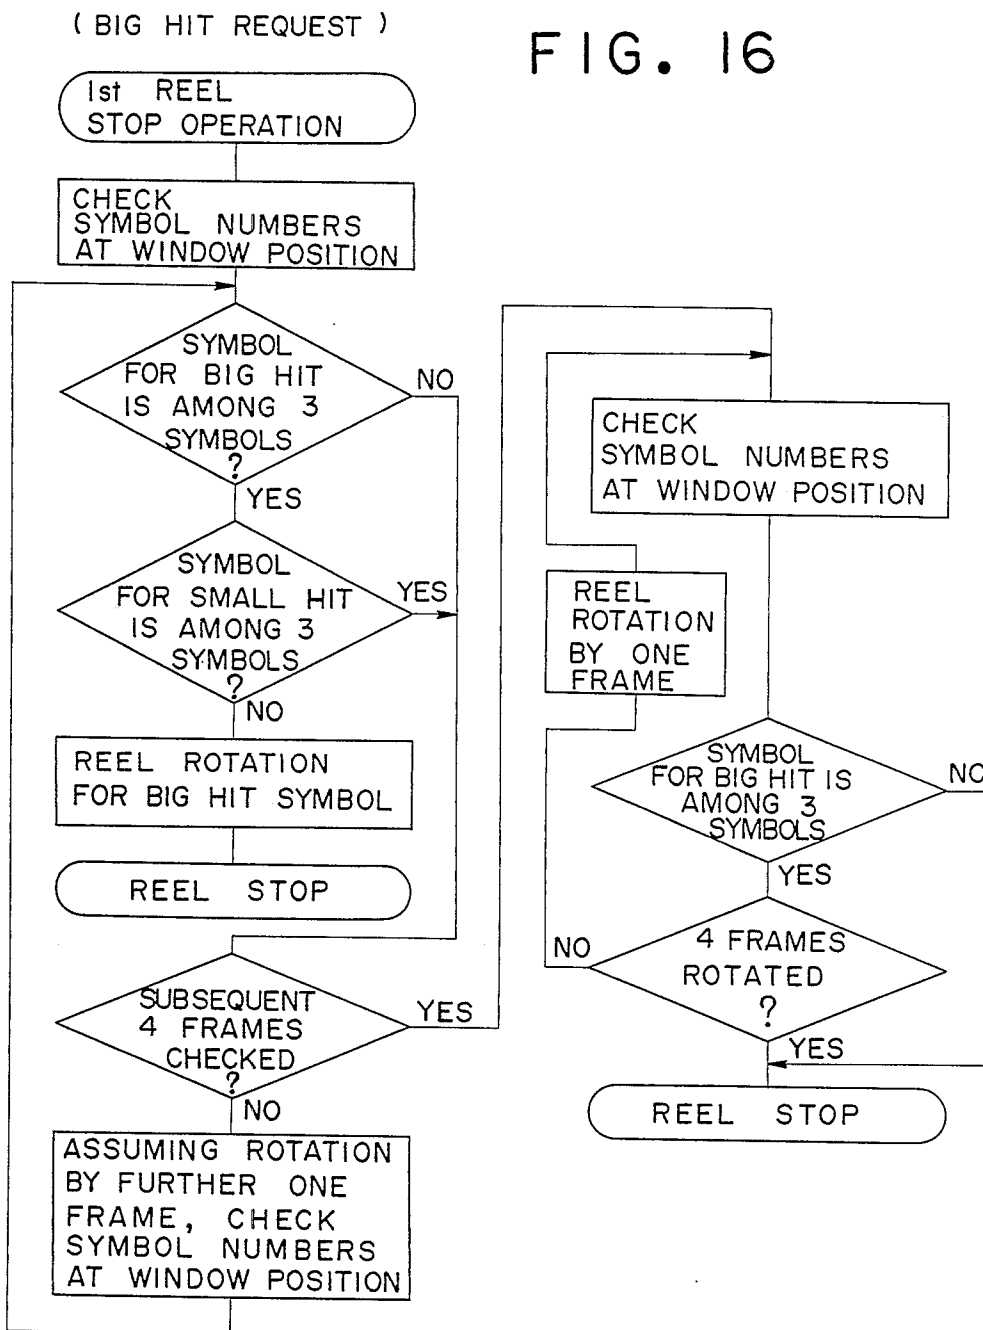 ( BIG HIT REQUEST )
FIG. 16
1st REEL
STOP OPERATION
CHECK
SYMBOL NUMBERS
AT WINDOW POSITION
SYMBOL
FOR BIG HIT
IS AMONG 3
SYMBOLS
?
NO
YES
SYMBOL
FOR SMALL HIT
IS AMONG 3
SYMBOLS
?
YES
NO
REEL ROTATION
FOR BIG HIT SYMBOL
REEL STOP
SUBSEQUENT
4 FRAMES
CHECKED
?
YES
NO
ASSUMING ROTATION
BY FURTHER ONE
FRAME, CHECK
SYMBOL NUMBERS
AT WINDOW POSITION
CHECK
SYMBOL NUMBERS
AT WINDOW POSITION
REEL
ROTATION
BY ONE
FRAME
SYMBOL
FOR BIG HIT IS
AMONG 3
SYMBOLS
NO
YES
4 FRAMES
ROTATED
?
NO
YES
REEL STOP